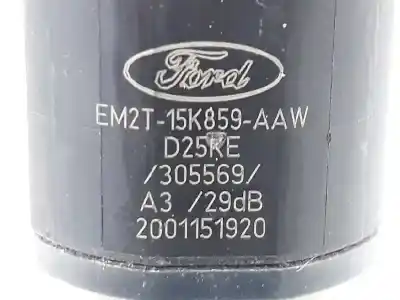 Ford
EM2T-15K859-AAW
D25KE
/305569/
A3 /29dB
2001151920